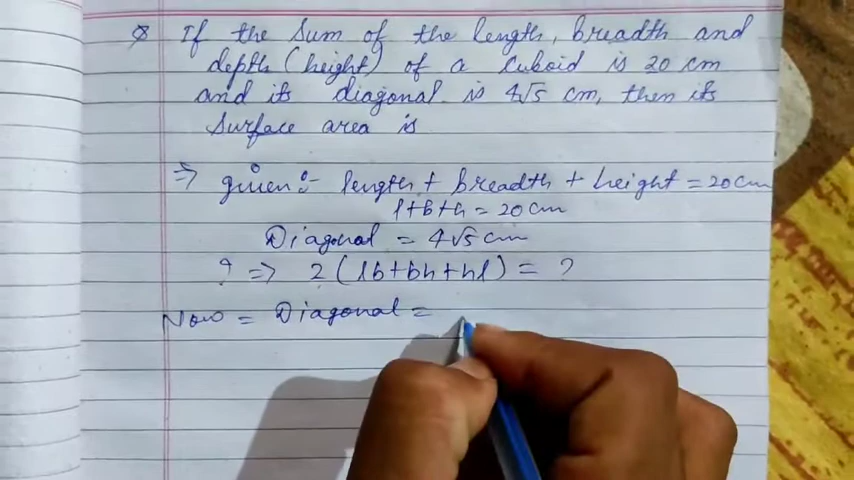 Q If the Sum of the length, breadth and
depth (height) of a Cuboid is 20 cm
and its diagonal is 4√5 cm, then its
Surface area is
⇒ given:- length + breadth + height = 20cm
l+b+h = 20 cm
Diagonal = 4√5 cm
? ⇒ 2(lb+bh+hl) = ?
Now = Diagonal =